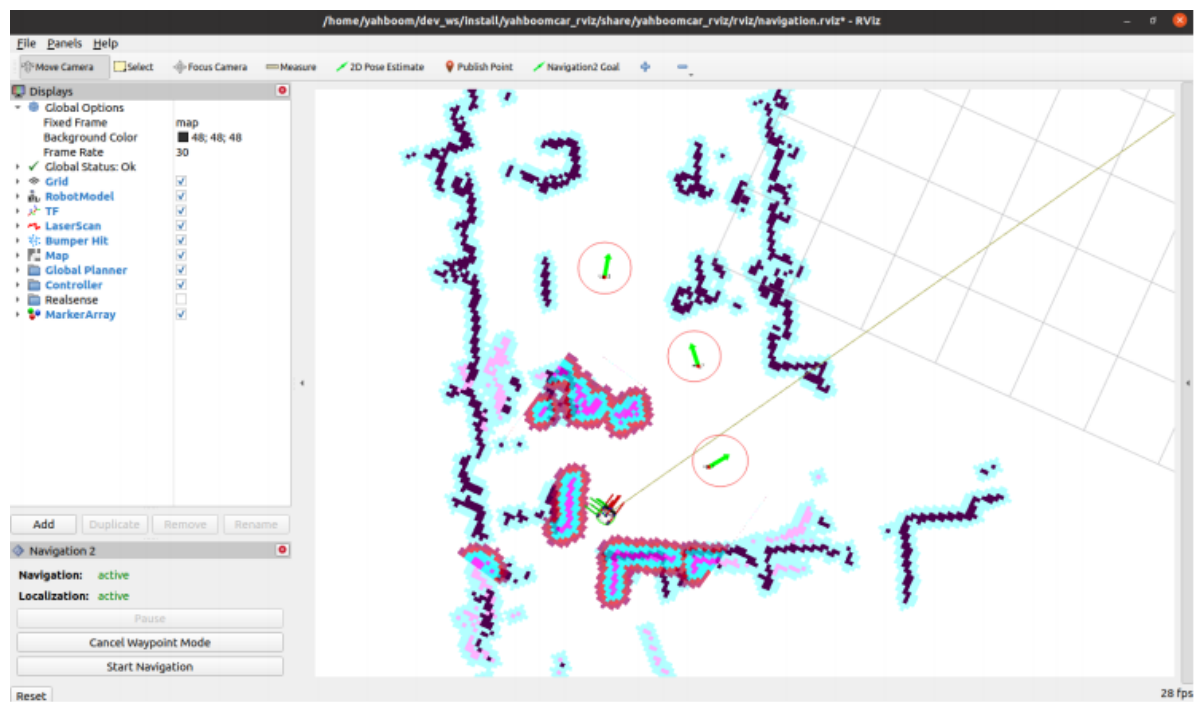 /home/yahboom/dev_ws/install/yahboomcar_rviz/share/yahboomcar_rviz/rviz/navigation.rviz* - RViz
File Panels Help
Move Camera Select Focus Camera Measure 2D Pose Estimate Publish Point Navigation2 Goal
Displays
Global Options
Fixed Frame map
Background Color 48; 48; 48
Frame Rate 30
Global Status: Ok
Grid
RobotModel
TF
LaserScan
Bumper Hit
Map
Global Planner
Controller
Realsense
MarkerArray
Add Duplicate Remove Rename
Navigation 2
Navigation: active
Localization: active
Pause
Cancel Waypoint Mode
Start Navigation
Reset 28 fps